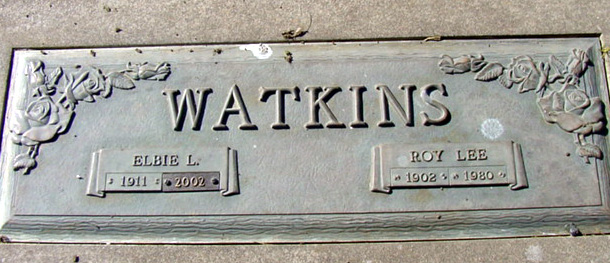 WATKINS
ELBIE L.
1911 2002
ROY LEE
1902 1980